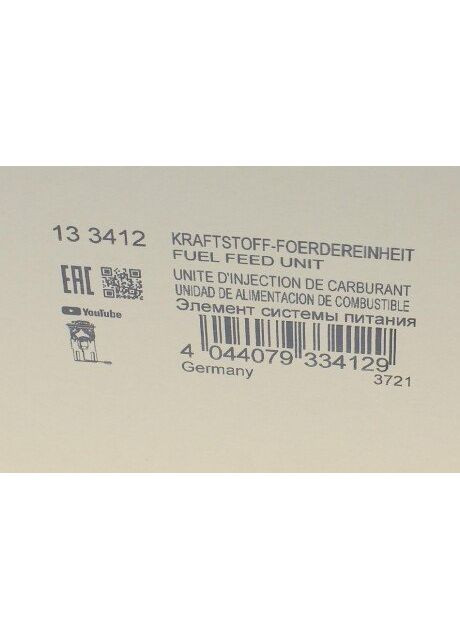 13 3412
KRAFTSTOFF-FOERDEREINHEIT
FUEL FEED UNIT
UNITE D'INJECTION DE CARBURANT
UNIDAD DE ALIMENTACION DE COMBUSTIBLE
Элемент системы питания
EAC
YouTube
4 044079 334129
Germany
3721